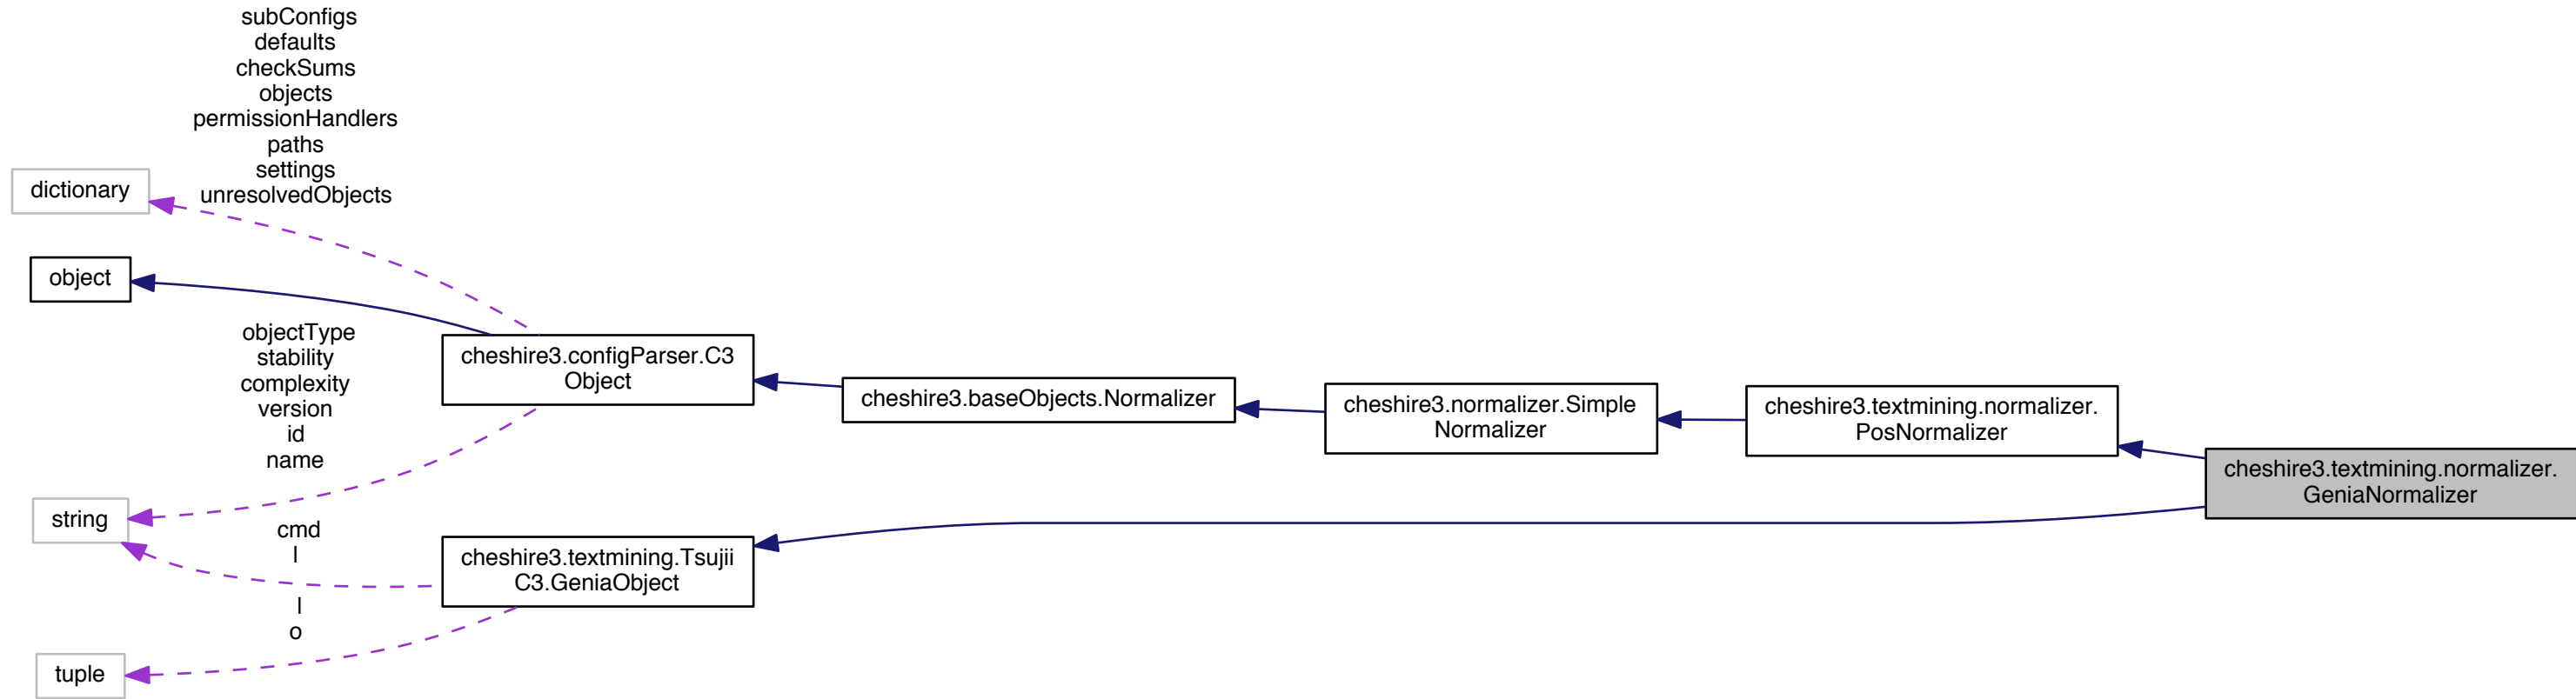 subConfigs
defaults
checkSums
objects
permissionHandlers
paths
settings
unresolvedObjects
dictionary
object
objectType
stability
complexity
version
id
name
string
cmd
l
l
o
tuple
cheshire3.configParser.C3
Object
cheshire3.textmining.Tsujii
C3.GeniaObject
cheshire3.baseObjects.Normalizer
cheshire3.normalizer.Simple
Normalizer
cheshire3.textmining.normalizer.
PosNormalizer
cheshire3.textmining.normalizer.
GeniaNormalizer